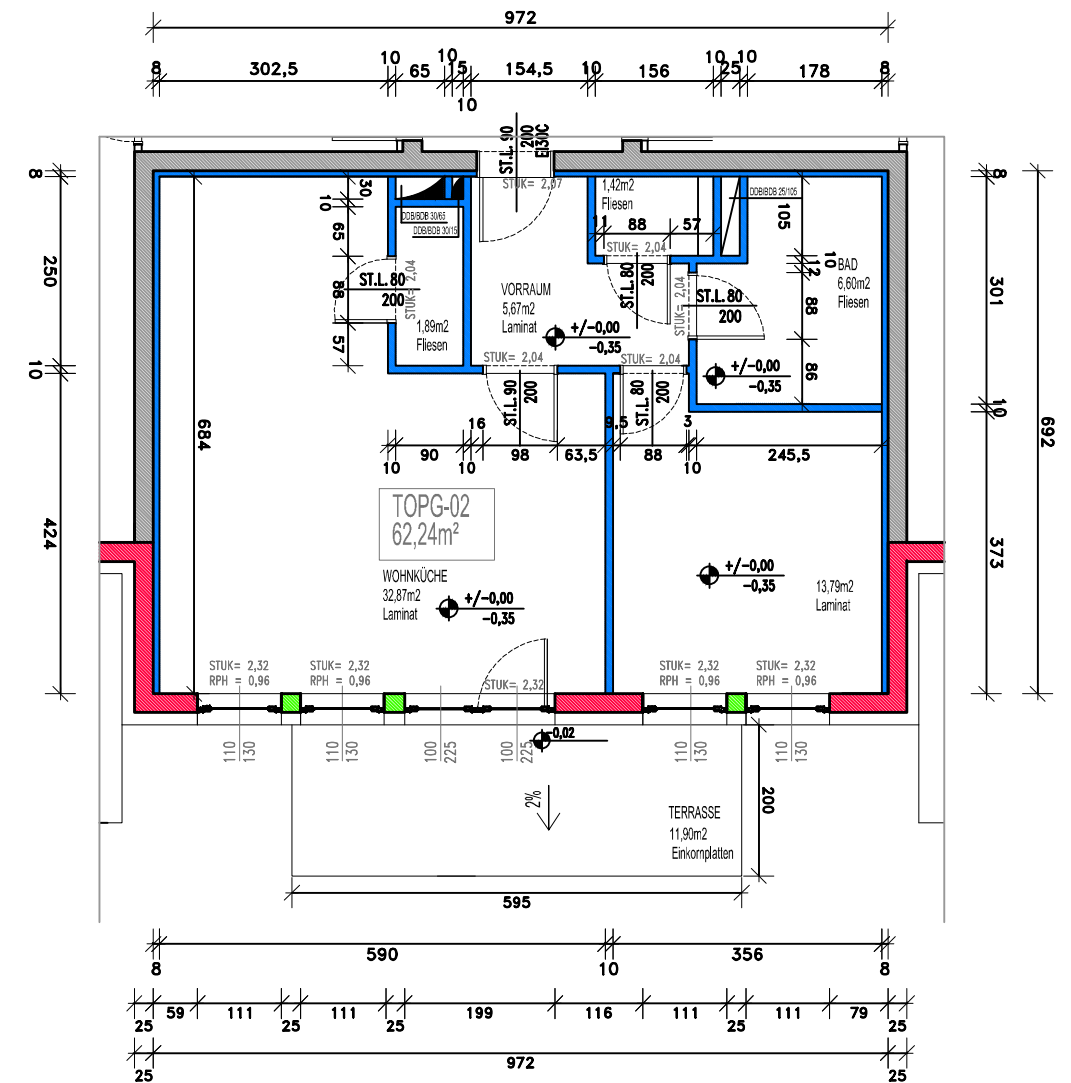 972
8
302,5
10
65
10
15
10
154,5
10
156
10
25
10
178
8
ST.L. 90
200
EI30C
STUK= 2,07
8
250
10
424
30
10
65
88
57
684
DDB/BDB 30/65
DDB/BDB 30/15
ST.L. 80
200
STUK= 2,04
1,89m2
Fliesen
VORRAUM
5,67m2
Laminat
+/-0,00
-0,35
1,42m2
Fliesen
11
88
57
STUK= 2,04
ST.L. 80
200
DDB/BDB 25/105
105
10
12
88
86
BAD
6,60m2
Fliesen
STUK= 2,04
ST.L. 80
200
+/-0,00
-0,35
8
301
10
373
692
STUK= 2,04
ST.L. 90
200
STUK= 2,04
ST.L. 80
200
16
9,5
3
10
90
10
98
63,5
88
10
245,5
TOPG-02
62,24m²
WOHNKÜCHE
32,87m2
Laminat
+/-0,00
-0,35
+/-0,00
-0,35
13,79m2
Laminat
STUK= 2,32
RPH = 0,96
STUK= 2,32
RPH = 0,96
STUK= 2,32
STUK= 2,32
RPH = 0,96
STUK= 2,32
RPH = 0,96
110
130
110
130
100
225
100
225
110
130
110
130
-0,02
2%
TERRASSE
11,90m2
Einkornplatten
200
595
8
590
10
356
8
25
59
111
25
111
25
199
116
111
25
111
79
25
25
972
25